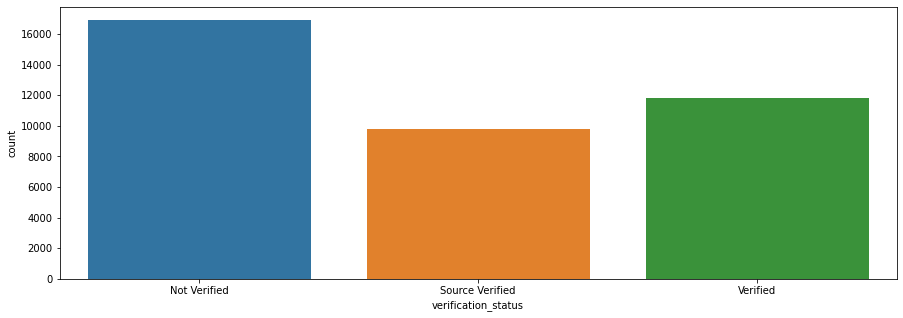 count
16000
14000
12000
10000
8000
6000
4000
2000
0
Not Verified
Source Verified
Verified
verification_status